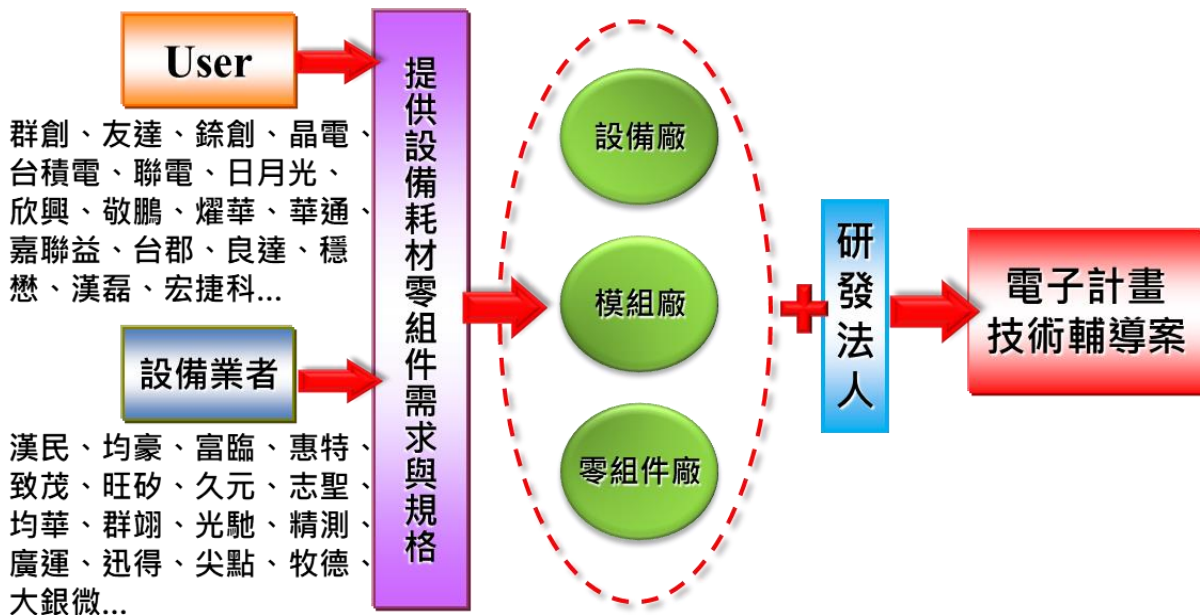 User
群創、友達、錼創、晶電、
台積電、聯電、日月光、
欣興、敬鵬、燿華、華通、
嘉聯益、台郡、良達、穩
懋、漢磊、宏捷科...
設備業者
漢民、均豪、富臨、惠特、
致茂、旺矽、久元、志聖、
均華、群翊、光馳、精測、
廣運、迅得、尖點、牧德、
大銀微...
提供設備耗材零組件需求與規格
設備廠
模組廠
零組件廠
研發法人
電子計畫
技術輔導案